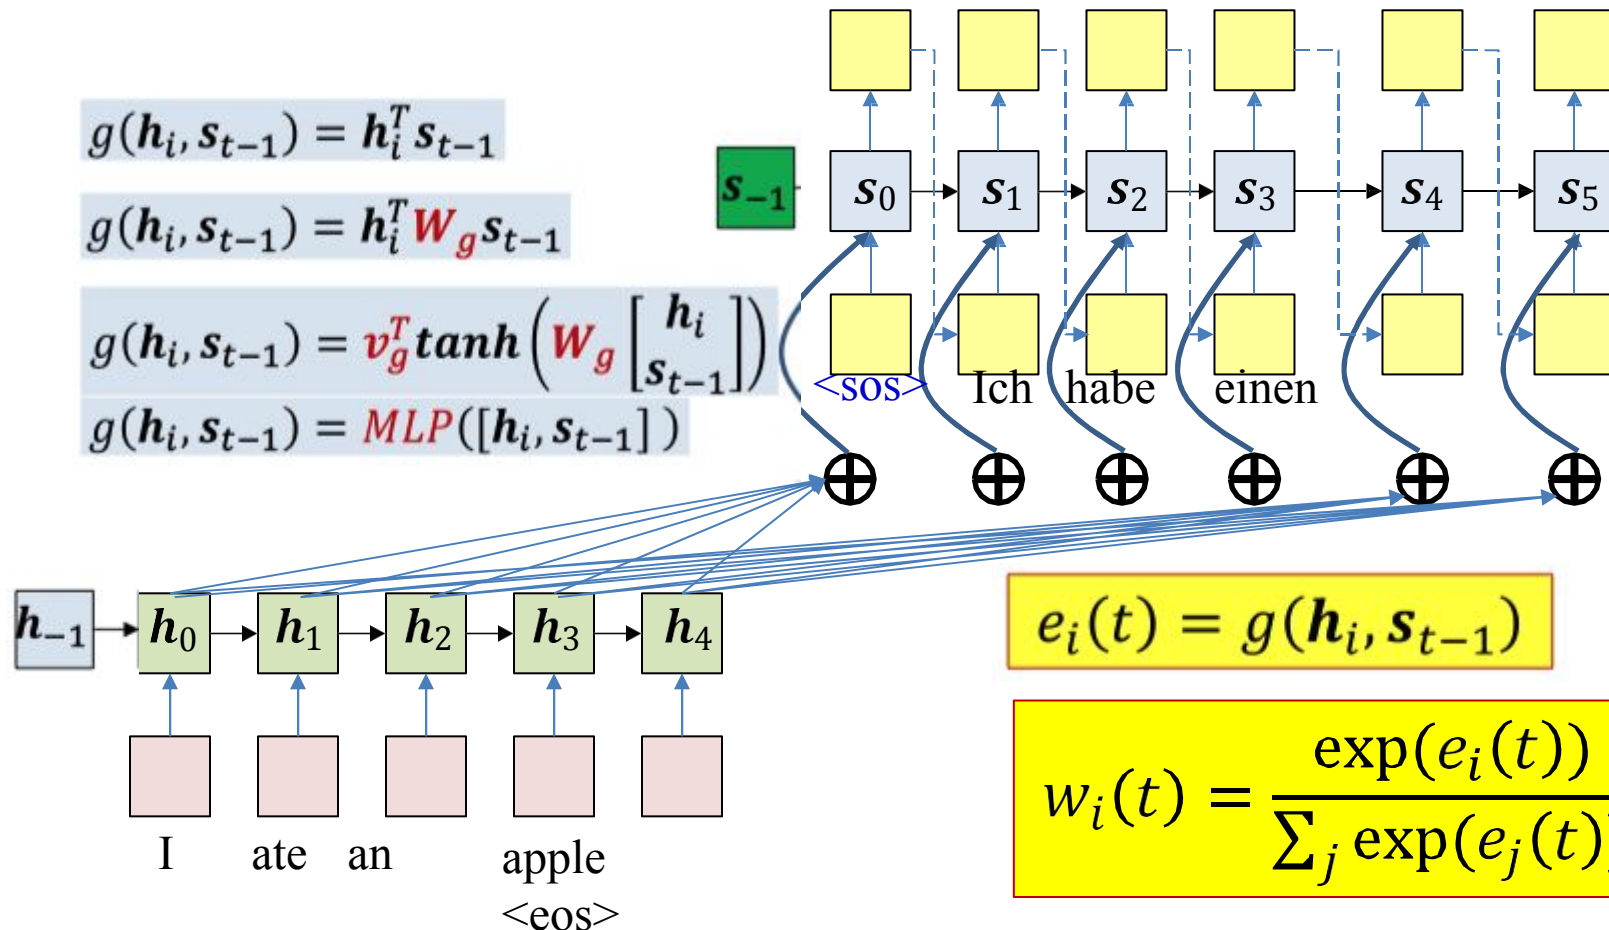 g(h_i, s_{t−1}) = h_i^T s_{t−1}
g(h_i, s_{t−1}) = h_i^T W_g s_{t−1}
g(h_i, s_{t−1}) = v_g^T tanh(W_g [h_i s_{t−1}])
g(h_i, s_{t−1}) = MLP([h_i, s_{t−1}])
s_{−1} s_0 s_1 s_2 s_3 s_4 s_5
<sos> Ich habe einen
h_{−1} h_0 h_1 h_2 h_3 h_4
I ate an apple
<eos>
e_i(t) = g(h_i, s_{t−1})
w_i(t) = exp(e_i(t)) / ∑_j exp(e_j(t))